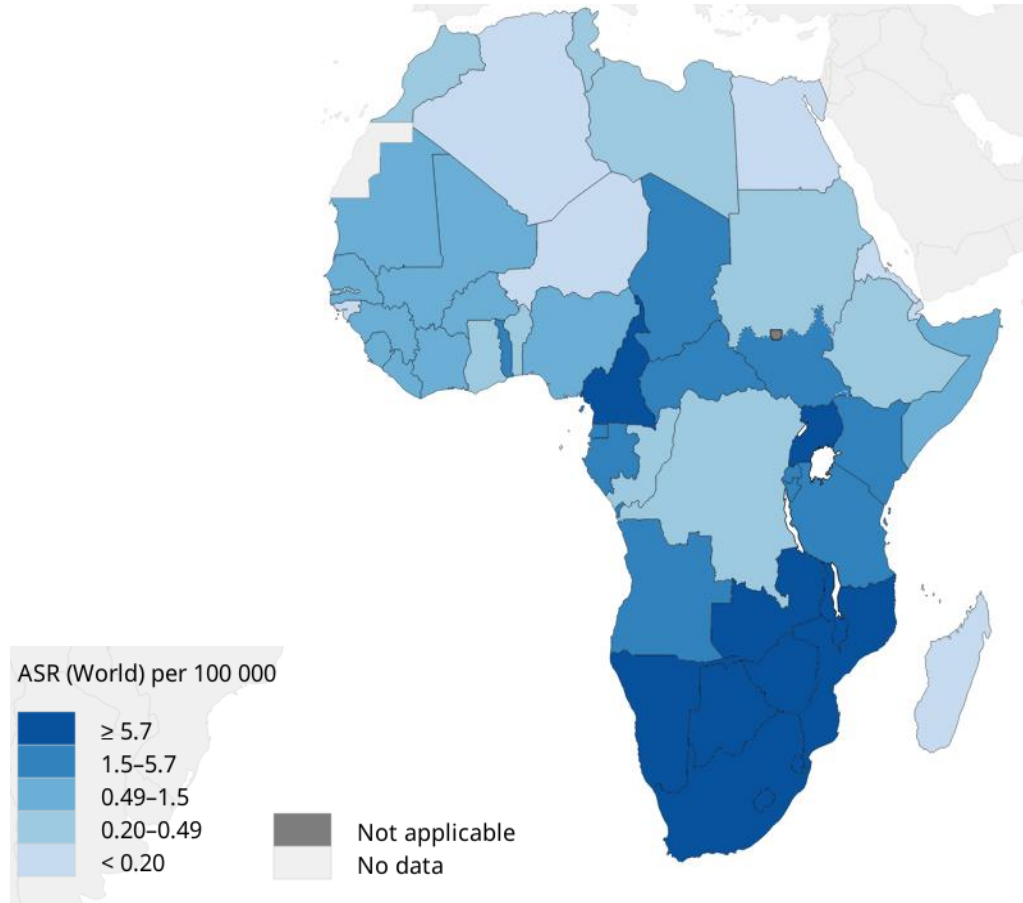 ASR (World) per 100 000
≥ 5.7
1.5–5.7
0.49–1.5
0.20–0.49
< 0.20
Not applicable
No data